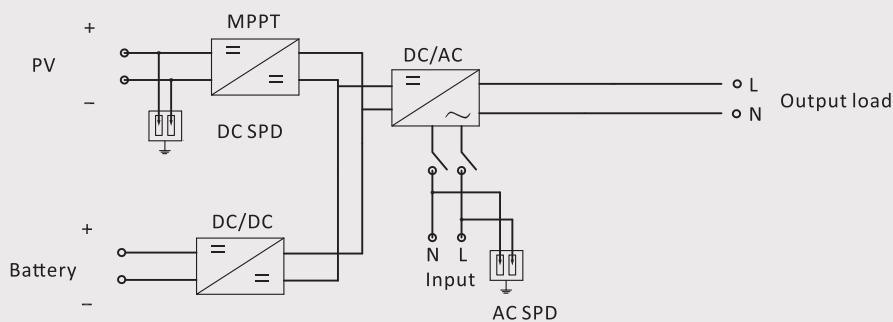 MPPT
+
PV
−
DC SPD
DC/AC
L
N
Output load
DC/DC
+
Battery
−
N L
Input
AC SPD